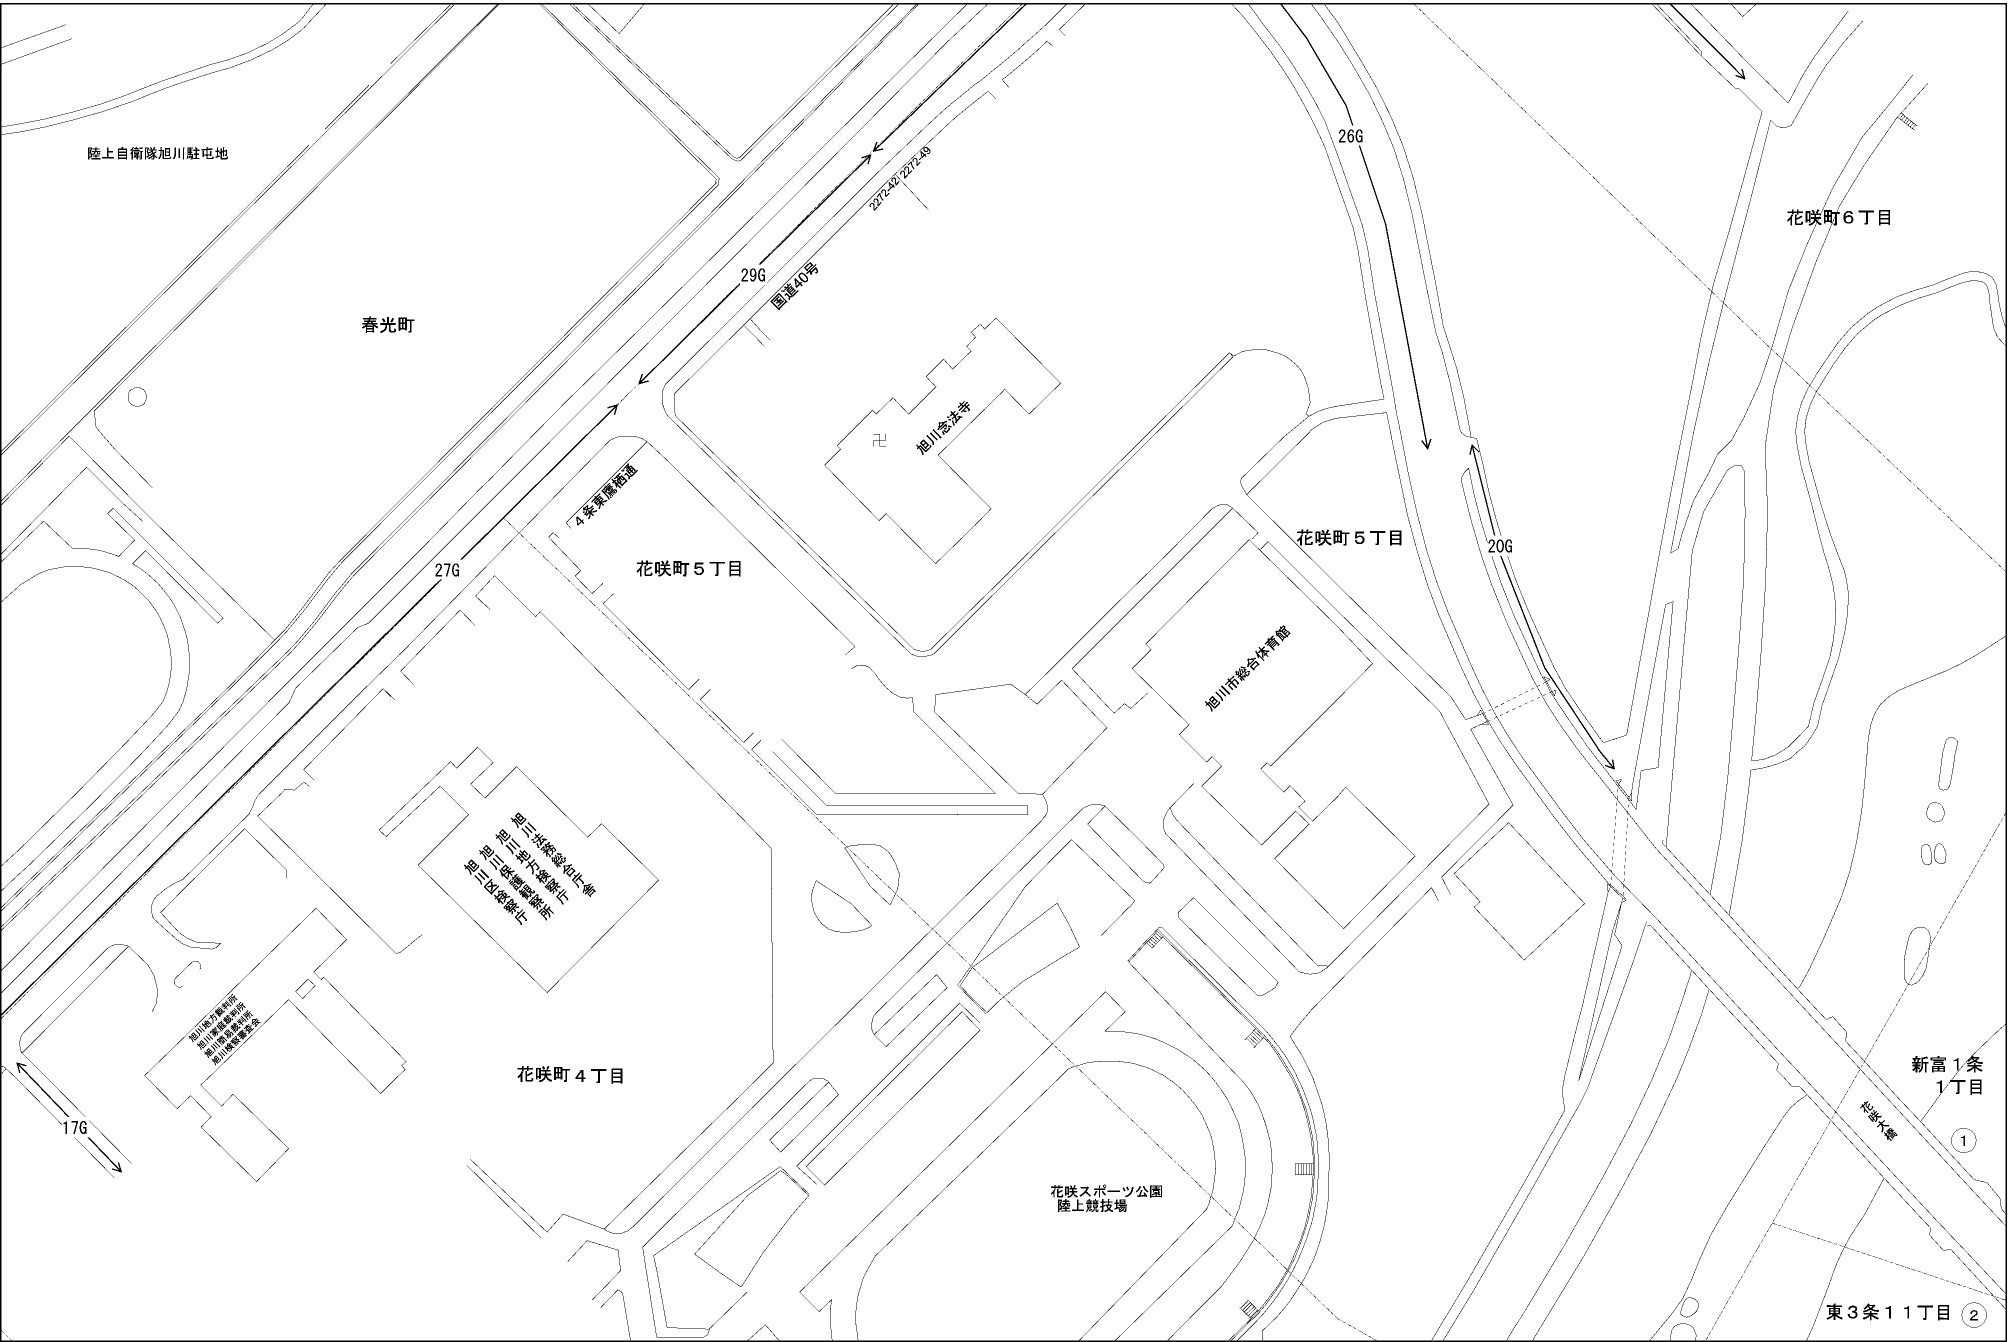 26G
陸上自衛隊旭川駐屯地
2272-42
2272-49
花咲町６丁目
29G
国道40号
春光町
旭川念法寺
卍
４条東鷹栖通
花咲町５丁目
20G
27G
花咲町５丁目
旭川市総合体育館
旭川法務総合庁舎
旭川地方検察庁
旭川保護観察所
旭川区検察庁
旭川地方裁判所
旭川家庭裁判所
旭川簡易裁判所
旭川検察審査会
新富１条
１丁目
花咲町４丁目
花咲大橋
17G
1
花咲スポーツ公園
陸上競技場
東３条１１丁目
2